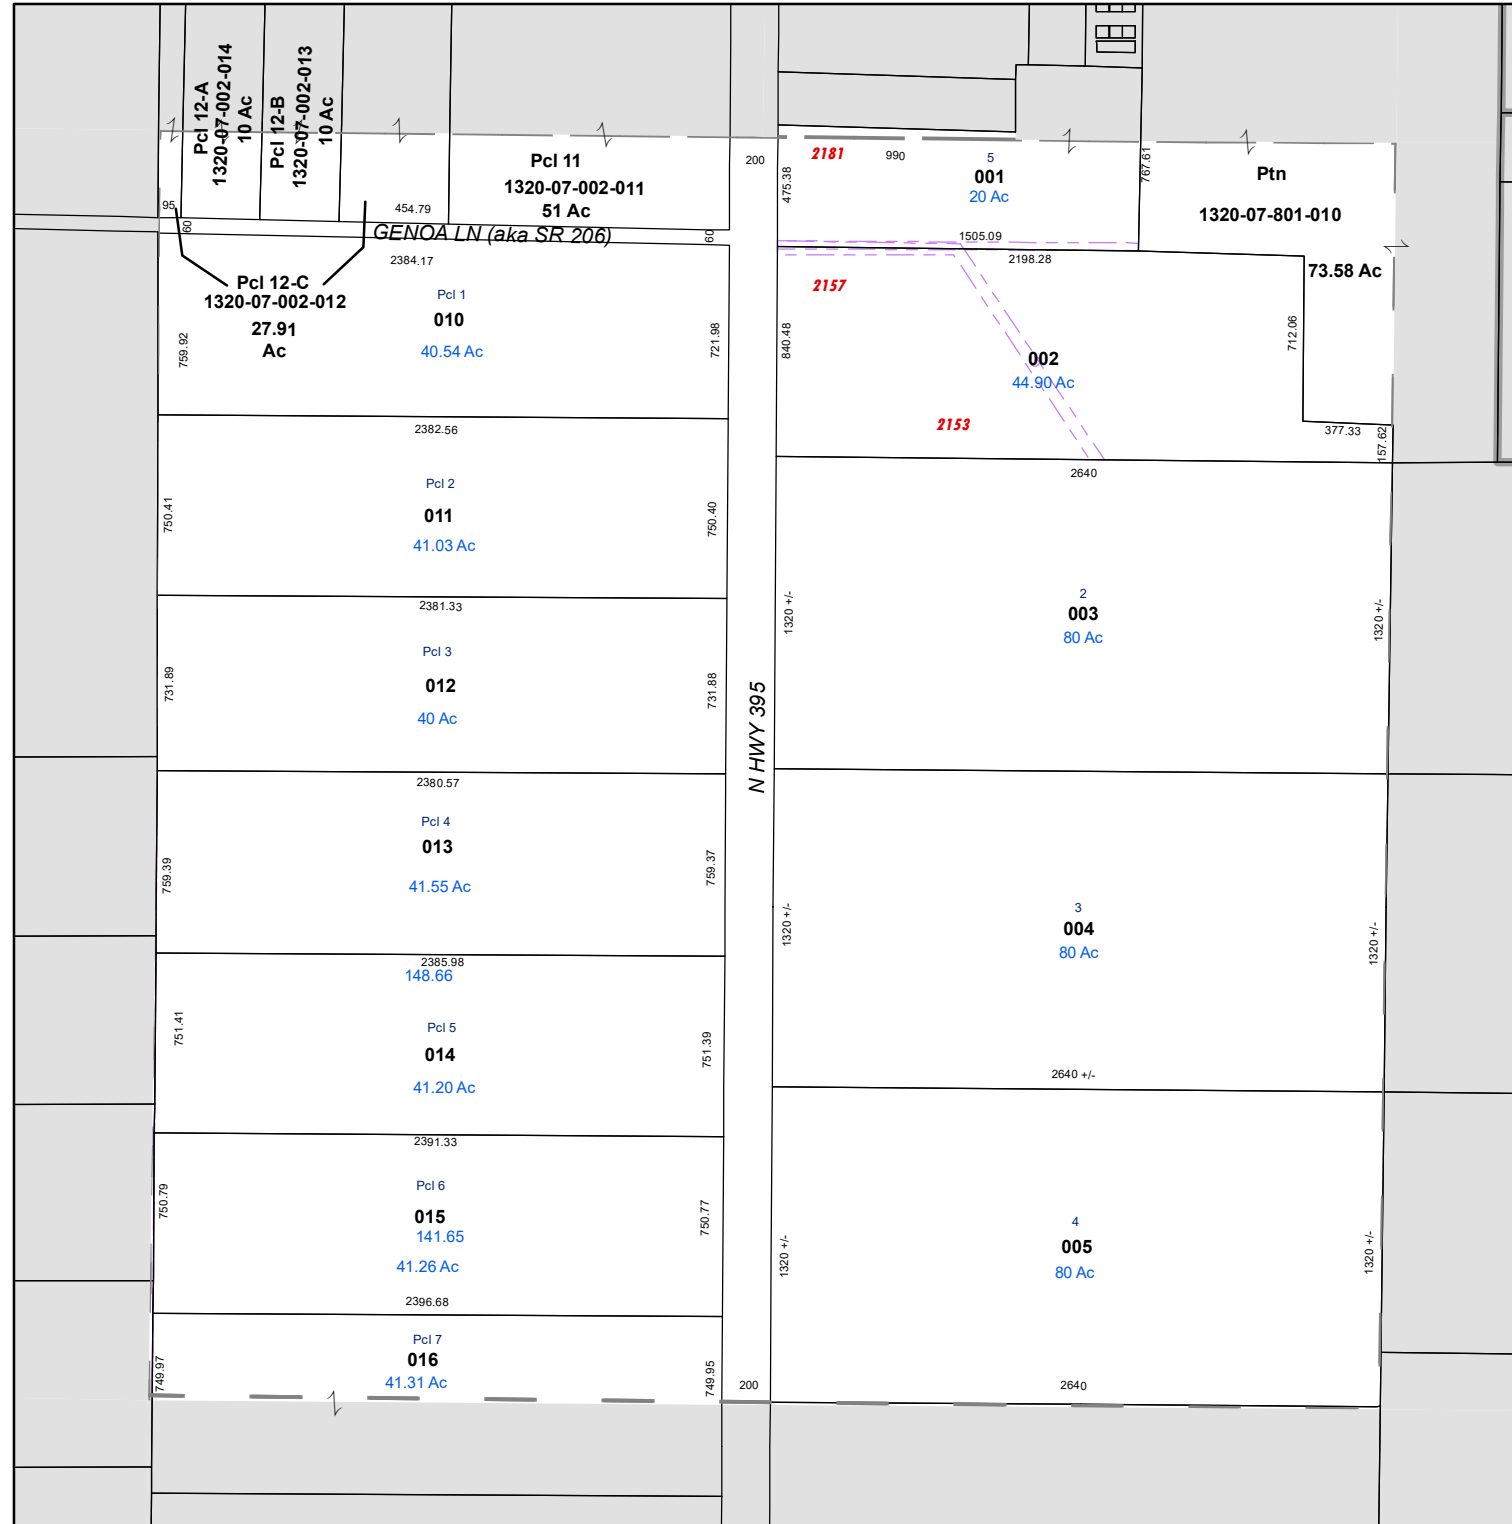 Pcl 12-A
1320-07-002-014
10 Ac
Pcl 12-B
1320-07-002-013
10 Ac
Pcl 11
1320-07-002-011
51 Ac
95
60
454.79
60
GENOA LN (aka SR 206)
2384.17
200
2181
990
475.38
5
001
20 Ac
767.61
1505.09
Ptn
1320-07-801-010
73.58 Ac
Pcl 12-C
1320-07-002-012
27.91
Ac
759.92
Pcl 1
010
40.54 Ac
721.98
2198.28
2157
840.48
002
44.90 Ac
712.06
2153
377.33
157.62
2382.56
750.41
Pcl 2
011
41.03 Ac
750.40
2640
1320 +/-
2
003
80 Ac
1320 +/-
2381.33
731.89
Pcl 3
012
40 Ac
731.88
N HWY 395
2380.57
759.39
Pcl 4
013
41.55 Ac
759.37
1320 +/-
3
004
80 Ac
1320 +/-
2385.98
148.66
751.41
Pcl 5
014
41.20 Ac
751.39
2640 +/-
2391.33
750.79
Pcl 6
015
141.65
41.26 Ac
750.77
2396.68
1320 +/-
4
005
80 Ac
1320 +/-
749.97
Pcl 7
016
41.31 Ac
749.95
200
2640